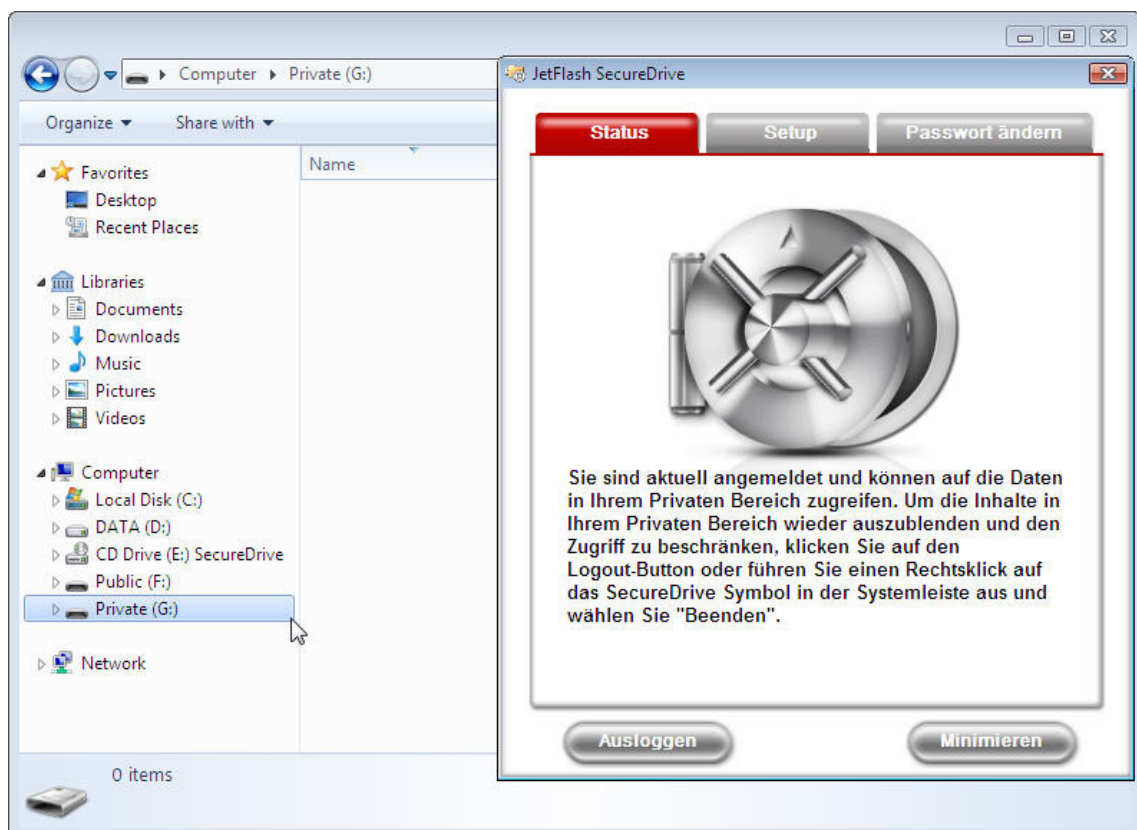 Computer Private (G:)
Organize Share with
Favorites
Desktop
Recent Places
Libraries
Documents
Downloads
Music
Pictures
Videos
Computer
Local Disk (C:)
DATA (D:)
CD Drive (E:) SecureDrive
Public (F:)
Private (G:)
Network
Name
0 items
JetFlash SecureDrive
Status Setup Passwort ändern
Sie sind aktuell angemeldet und können auf die Daten
in Ihrem Privaten Bereich zugreifen. Um die Inhalte in
Ihrem Privaten Bereich wieder auszublenden und den
Zugriff zu beschränken, klicken Sie auf den
Logout-Button oder führen Sie einen Rechtsklick auf
das SecureDrive Symbol in der Systemleiste aus und
wählen Sie "Beenden".
Ausloggen Minimieren